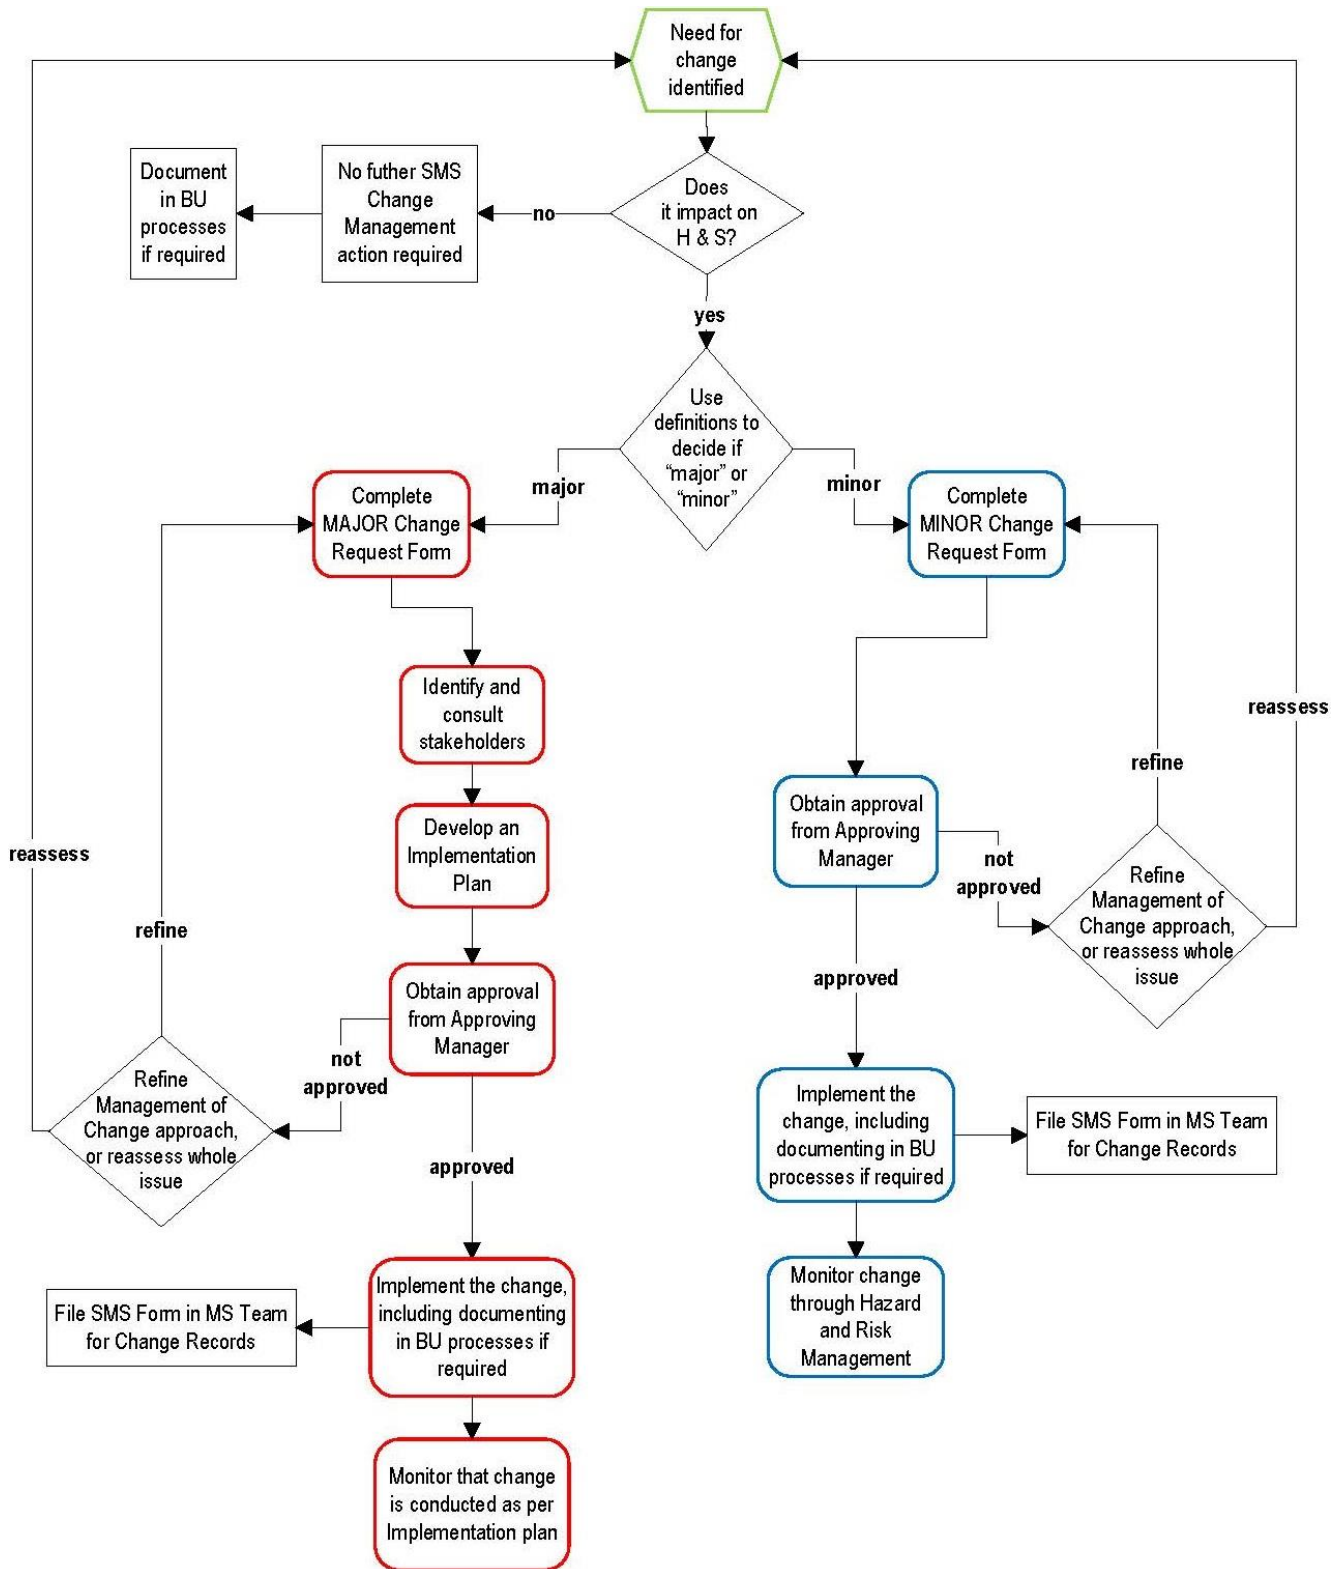 Need for
change
identified
Does
it impact on
H & S?
no
No futher SMS
Change
Management
action required
Document
in BU
processes
if required
yes
Use
definitions to
decide if
“major” or
“minor”
major
minor
Complete
MAJOR Change
Request Form
Complete
MINOR Change
Request Form
Identify and
consult
stakeholders
Develop an
Implementation
Plan
Obtain approval
from Approving
Manager
not
approved
Refine
Management of
Change approach,
or reassess whole
issue
refine
reassess
approved
Implement the change,
including documenting
in BU processes if
required
File SMS Form in MS Team
for Change Records
Monitor that change
is conducted as per
Implementation plan
Obtain approval
from Approving
Manager
not
approved
Refine
Management of
Change approach,
or reassess whole
issue
refine
reassess
approved
Implement the
change, including
documenting in BU
processes if required
File SMS Form in MS Team
for Change Records
Monitor change
through Hazard
and Risk
Management